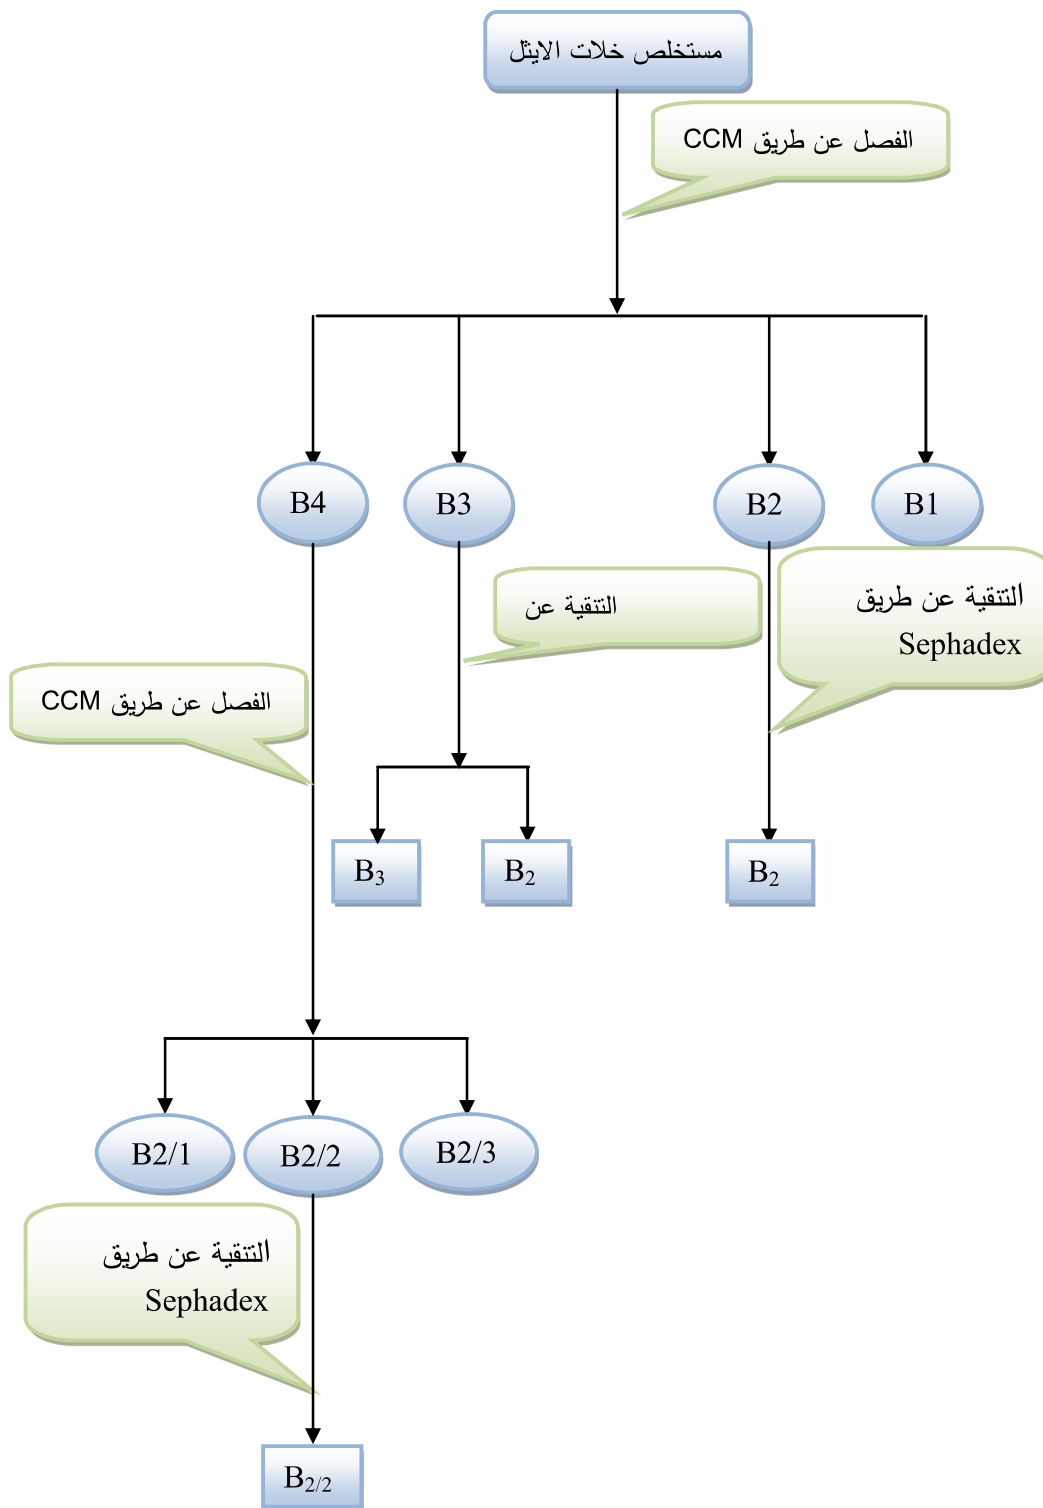 مستخلص خلات الايثل
الفصل عن طريق CCM
B4
B3
B2
B1
التنقية عن طريق
Sephadex
التنقية عن
الفصل عن طريق CCM
B₃
B₂
B₂
B2/1
B2/2
B2/3
التنقية عن طريق
Sephadex
B₂/₂